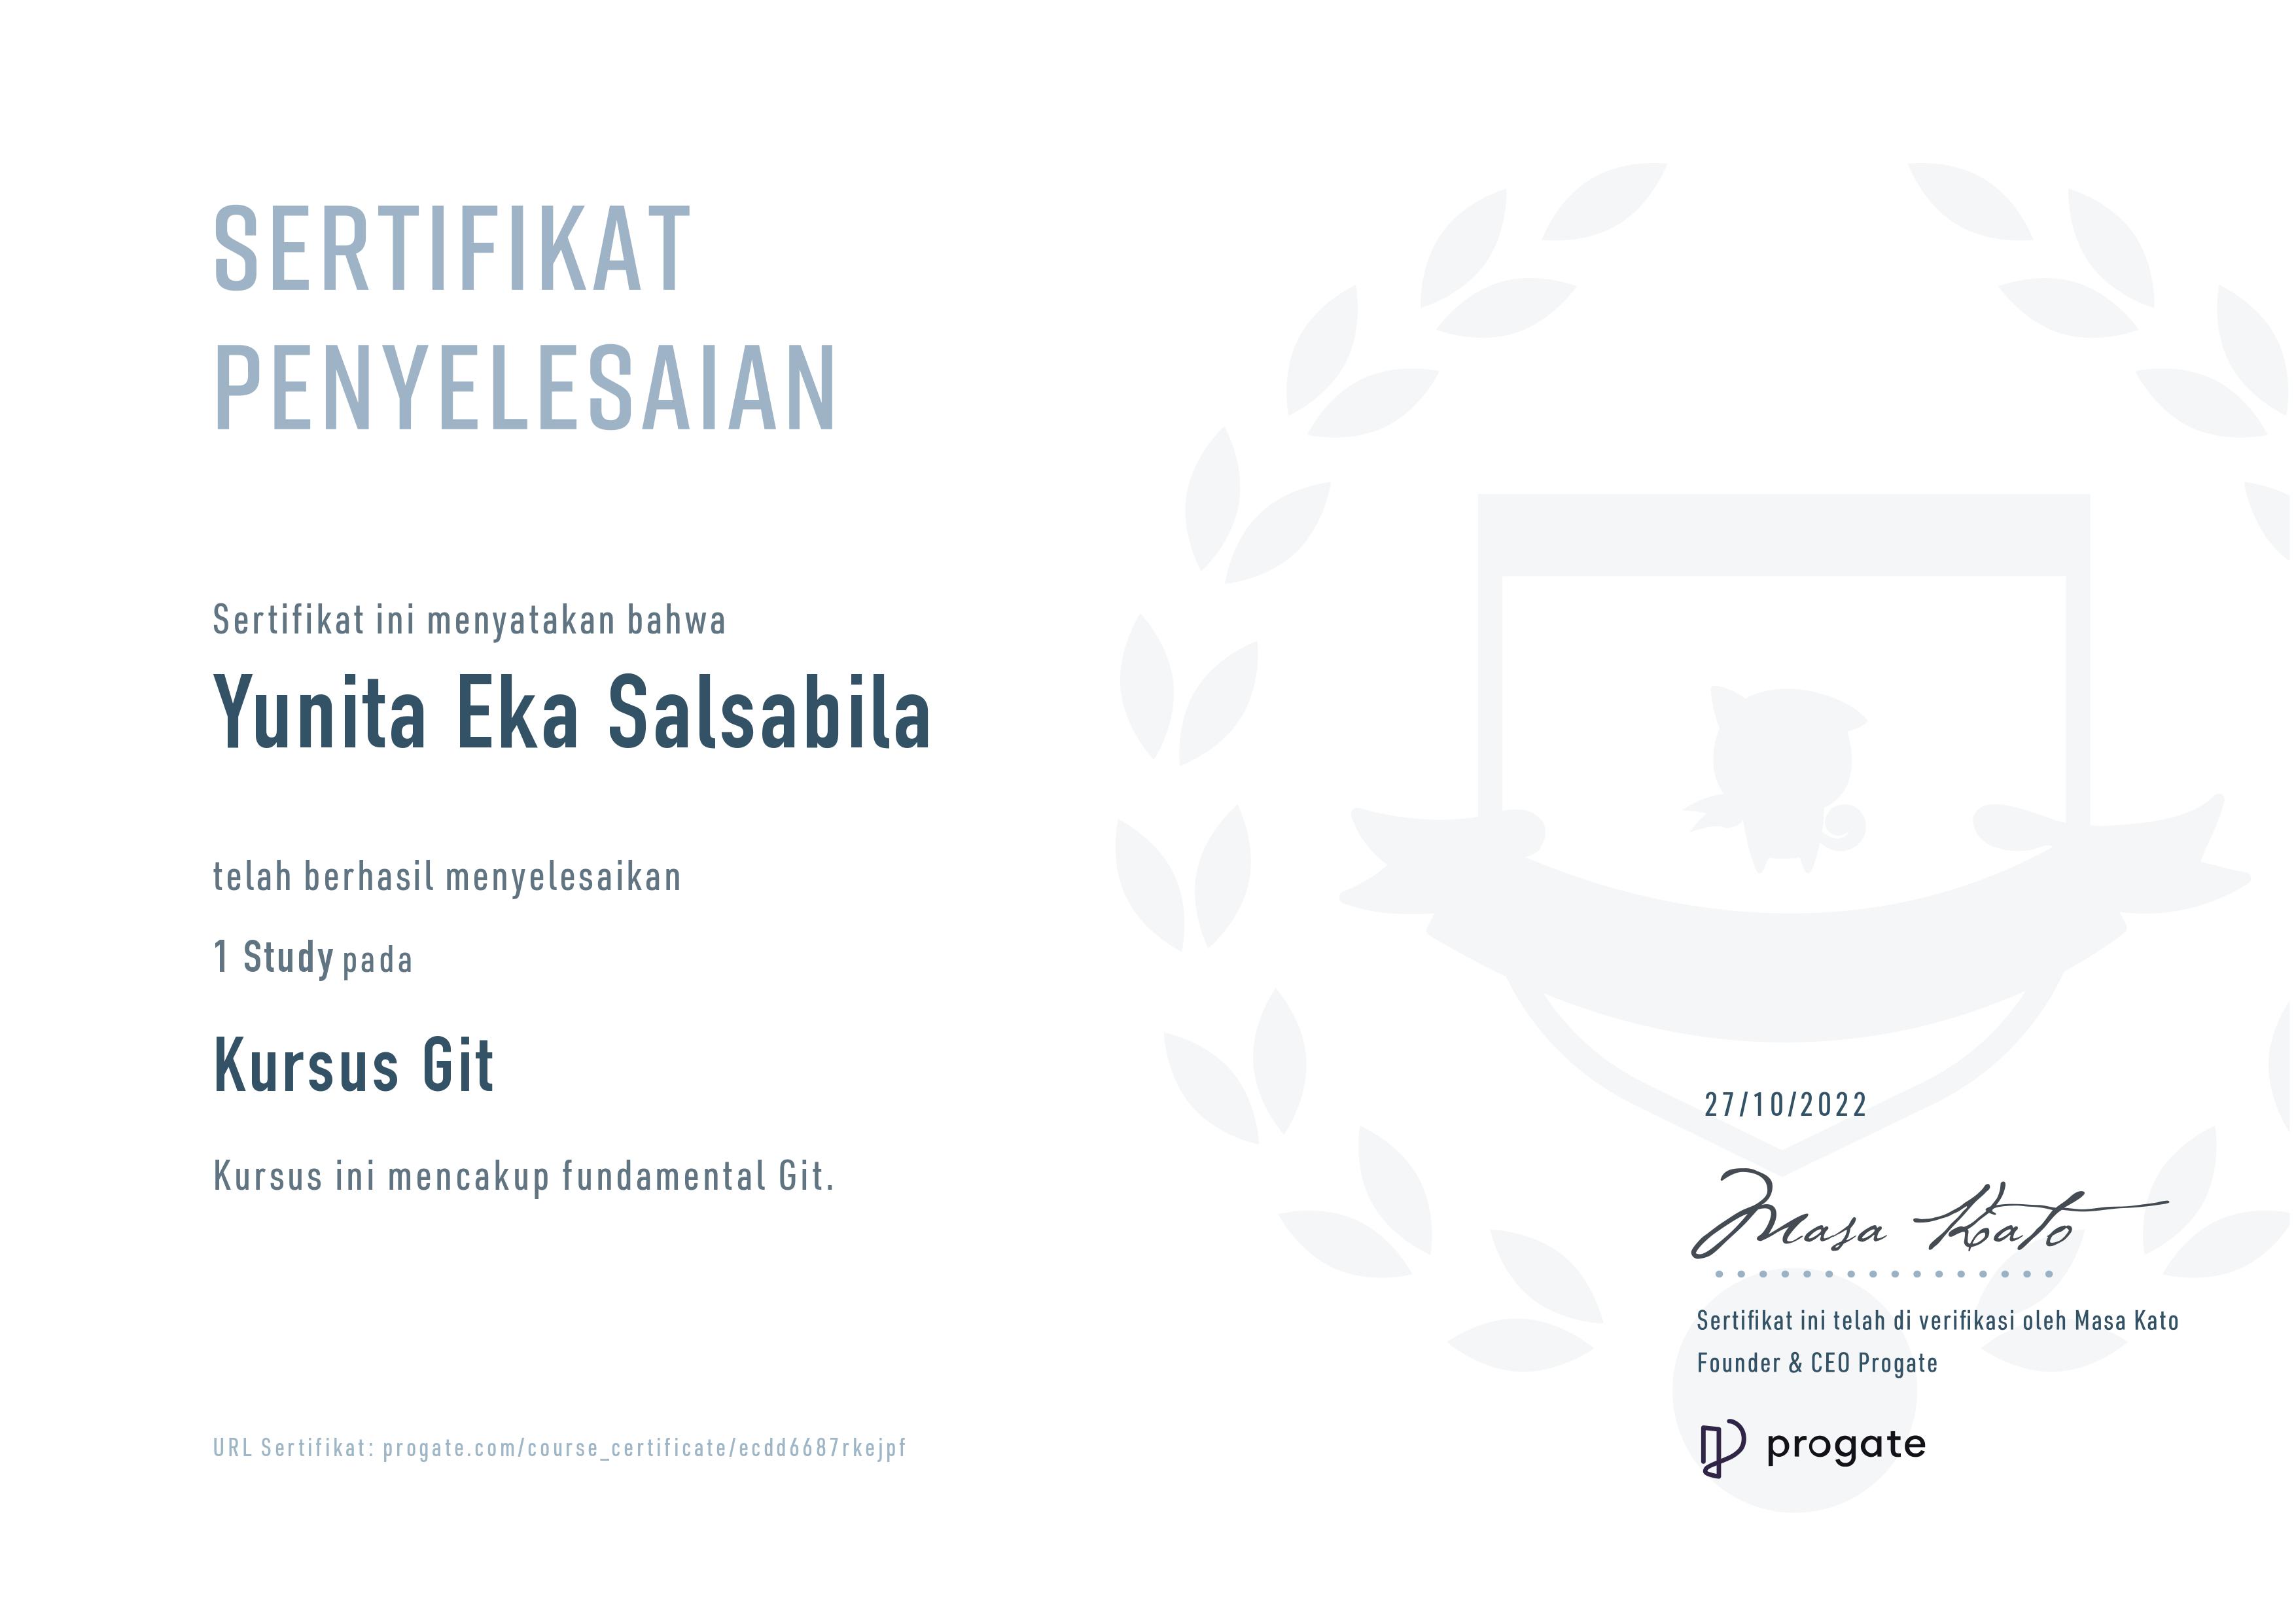 SERTIFIKAT
PENYELESAIAN
Sertifikat ini menyatakan bahwa
Yunita Eka Salsabila
telah berhasil menyelesaikan
1 Study pada
Kursus Git
Kursus ini mencakup fundamental Git.
27/10/2022
Masa Kato
Sertifikat ini telah di verifikasi oleh Masa Kato
Founder & CEO Progate
URL Sertifikat: progate.com/course_certificate/ecdd6687rkejpf
progate